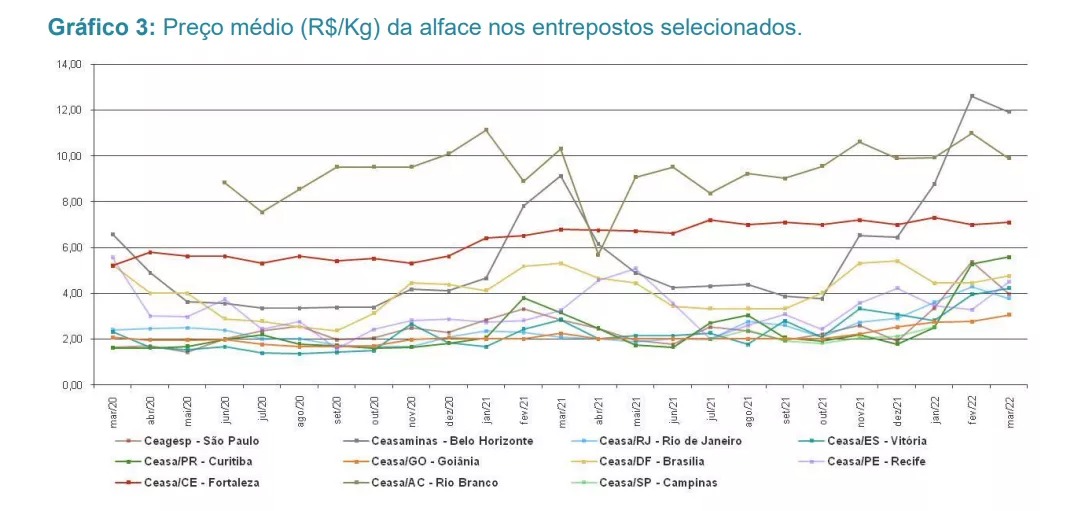 Gráfico 3: Preço médio (R$/Kg) da alface nos entrepostos selecionados.
14,00
12,00
10,00
8,00
6,00
4,00
2,00
0,00
mar/20 abr/20 mai/20 jun/20 jul/20 ago/20 set/20 out/20 nov/20 dez/20 jan/21 fev/21 mar/21 abr/21 mai/21 jun/21 jul/21 ago/21 set/21 out/21 nov/21 dez/21 jan/22 fev/22 mar/22
Ceagesp - São Paulo Ceasaminas - Belo Horizonte Ceasa/RJ - Rio de Janeiro Ceasa/ES - Vitória
Ceasa/PR - Curitiba Ceasa/GO - Goiânia Ceasa/DF - Brasília Ceasa/PE - Recife
Ceasa/CE - Fortaleza Ceasa/AC - Rio Branco Ceasa/SP - Campinas